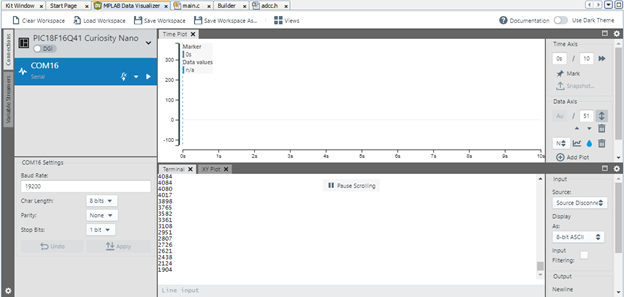 Kit Window Start Page MPLAB Data Visualizer main.c Builder adcc.h
Clear Workspace Load Workspace Save Workspace Save Workspace As... Views Documentation Use Dark Theme
Connections
Variable Streamers
PIC18F16Q41 Curiosity Nano
DGI
COM16
Serial
COM16 Settings
Baud Rate:
19200
Char Length: 8 bits
Parity: None
Stop Bits: 1 bit
Undo Apply
Time Plot
Marker
0s
Data values
n/a
300
200
100
0
-100
0s 1s 2s 3s 4s 5s 6s 7s 8s 9s 10s
Terminal XY Plot
4084
4084
4080
4017
3898
3765
3582
3361
3108
2951
2807
2726
2621
2438
2124
1904
Pause Scrolling
Line input
Time Axis
0s / 10
Mark
Snapshot...
Data Axis
/ 51
Add Plot
Input
Source:
Source Disconne
Display
As:
8-bit ASCII
Input
Filtering:
Output
Newline